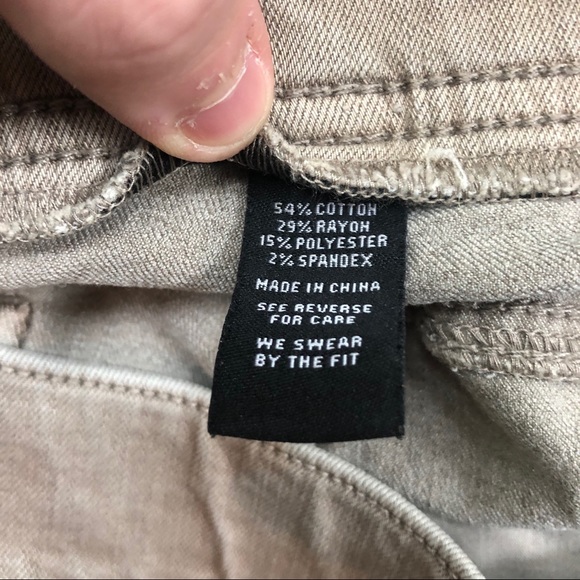 54% COTTON
29% RAYON
15% POLYESTER
2% SPANDEX
MADE IN CHINA
SEE REVERSE
FOR CARE
WE SWEAR
BY THE FIT